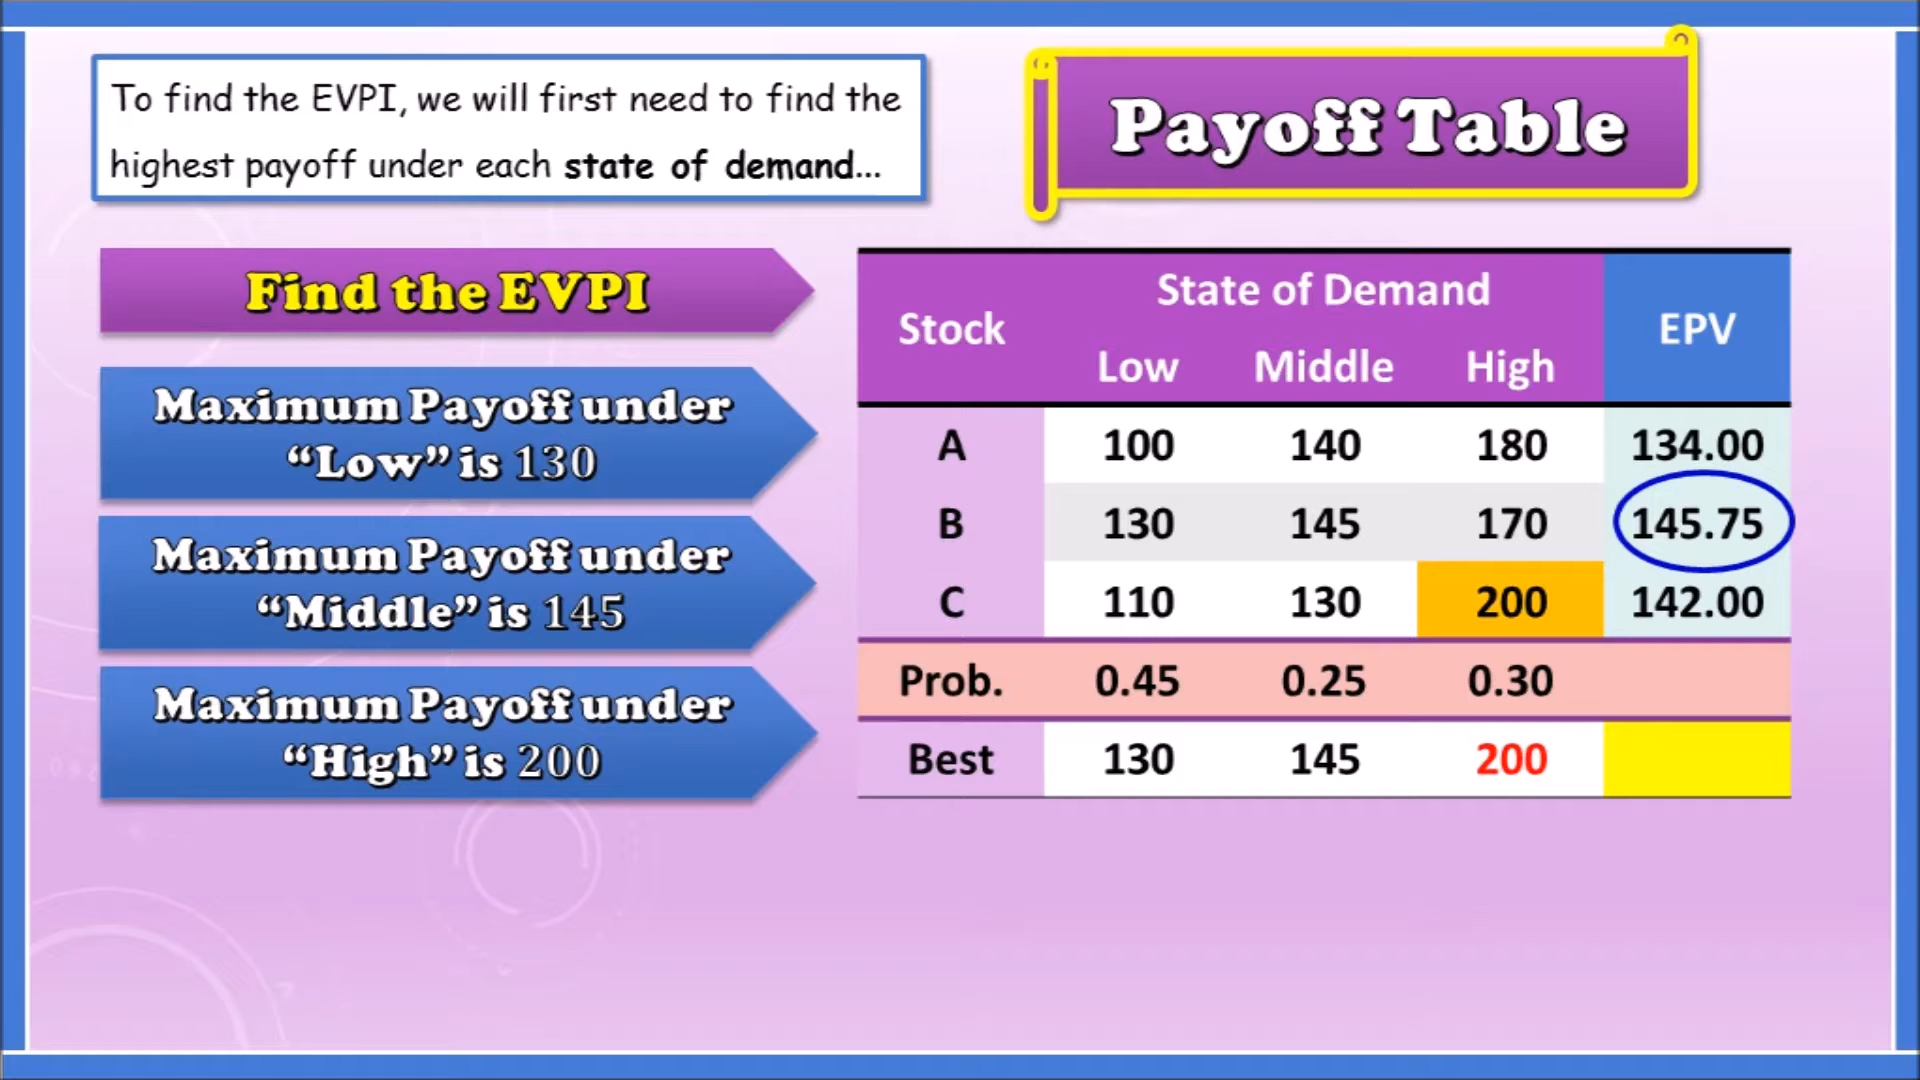 To find the EVPI, we will first need to find the
highest payoff under each state of demand...
Payoff Table
Find the EVPI
Maximum Payoff under
“Low” is 130
Maximum Payoff under
“Middle” is 145
Maximum Payoff under
“High” is 200
Stock State of Demand EPV
Low Middle High
A 100 140 180 134.00
B 130 145 170 145.75
C 110 130 200 142.00
Prob. 0.45 0.25 0.30
Best 130 145 200